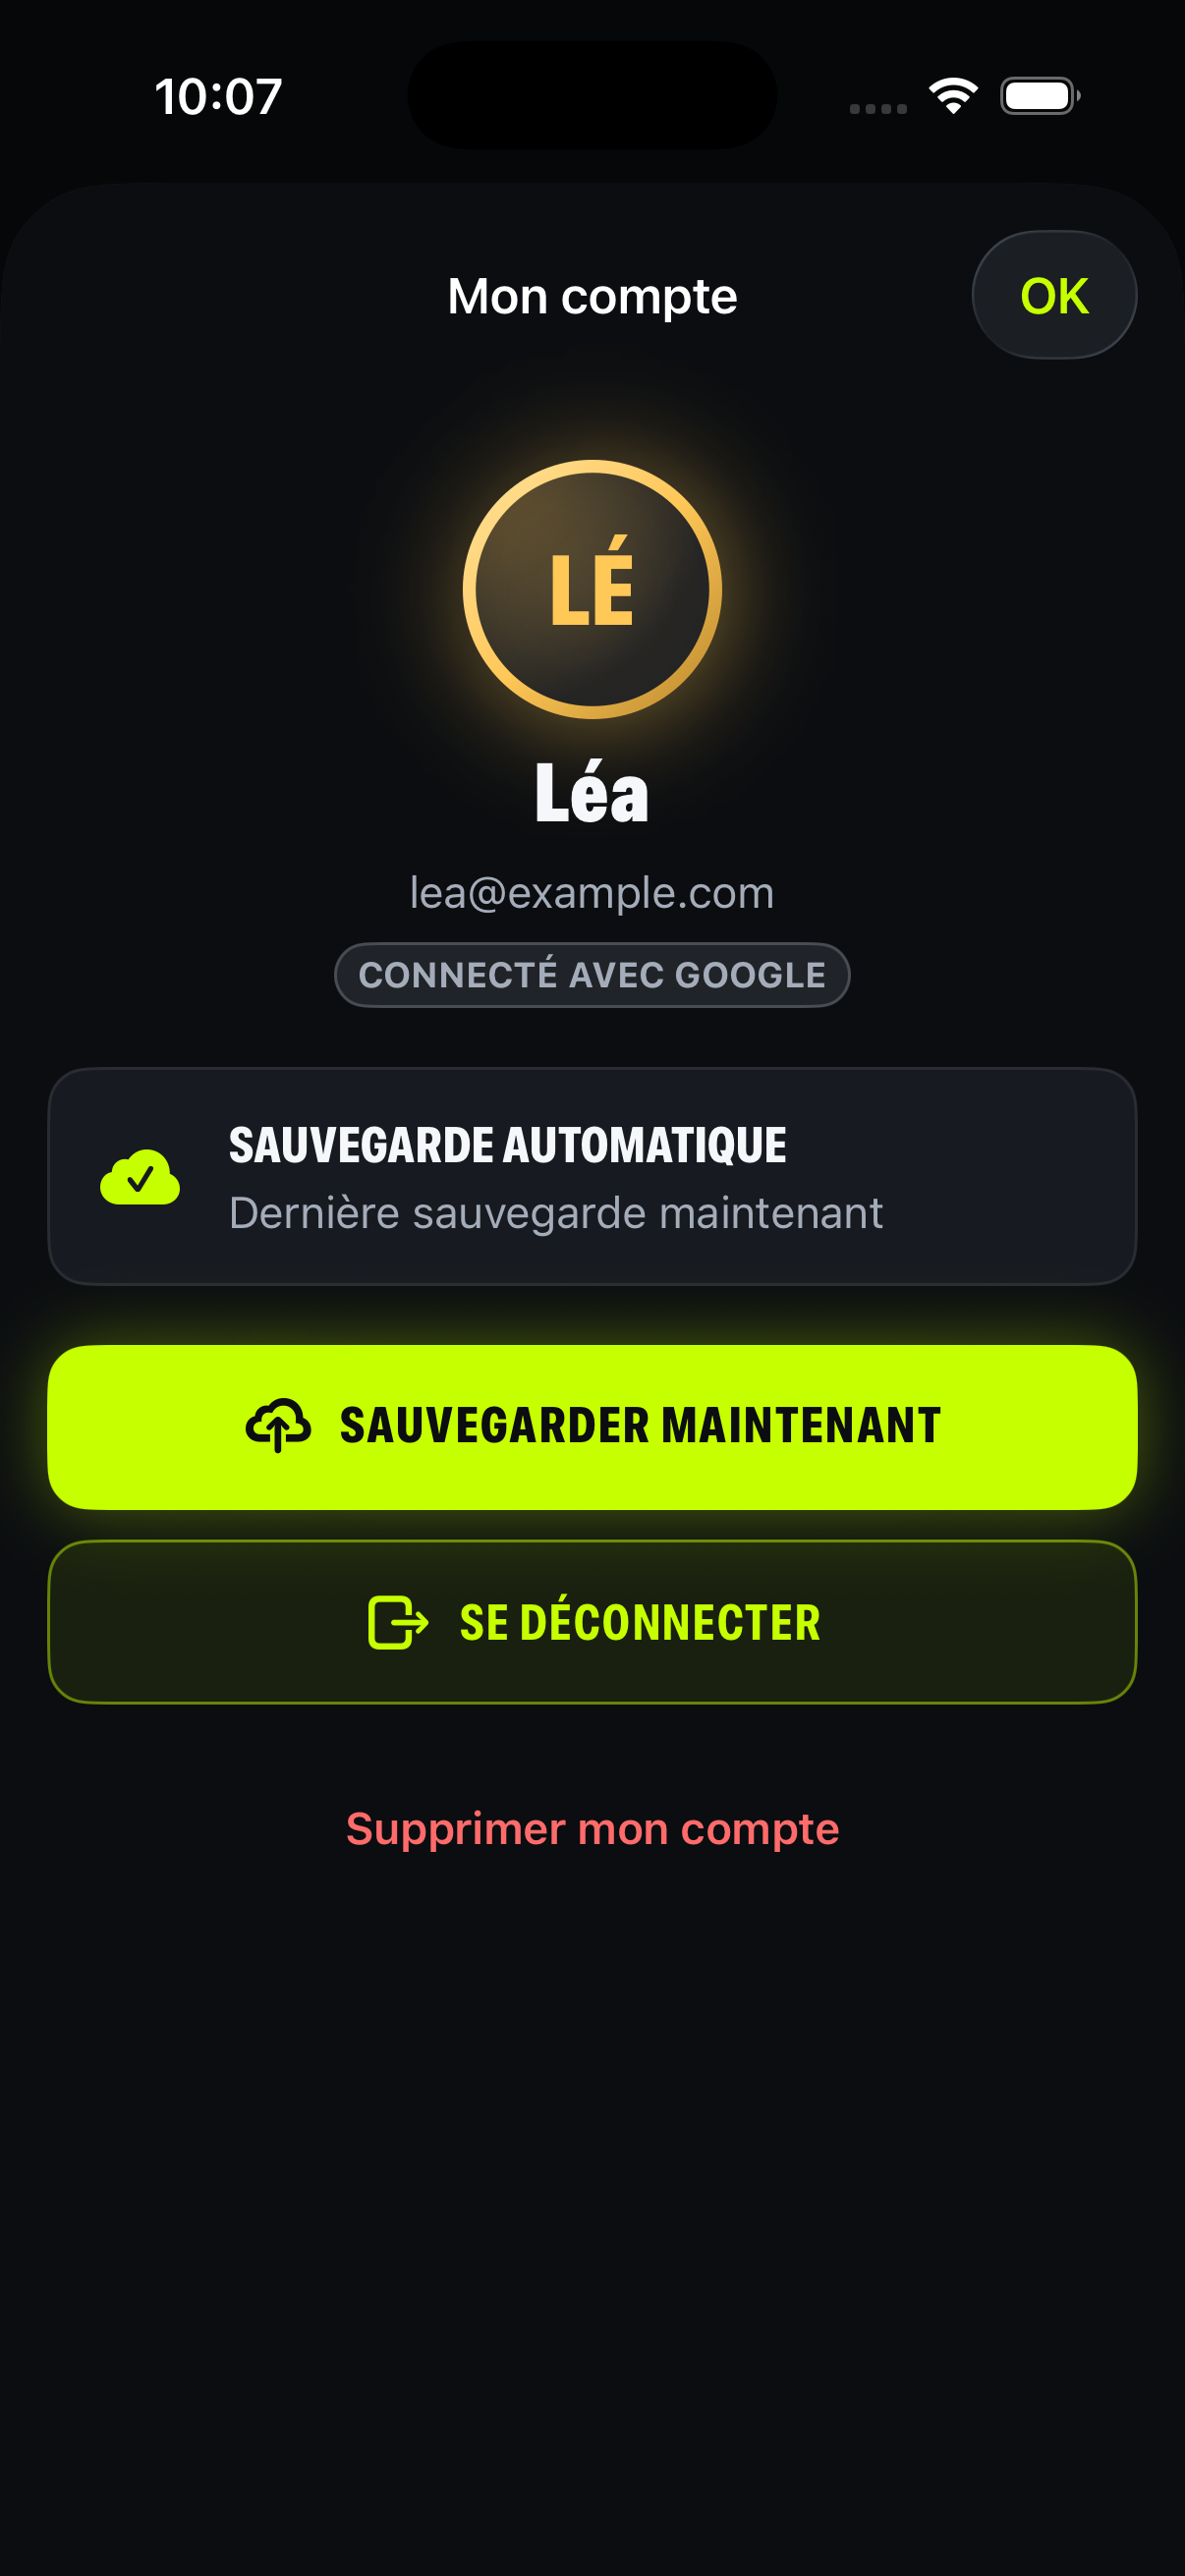 10:07
Mon compte
OK
LÉ
Léa
lea@example.com
CONNECTÉ AVEC GOOGLE
SAUVEGARDE AUTOMATIQUE
Dernière sauvegarde maintenant
SAUVEGARDER MAINTENANT
SE DÉCONNECTER
Supprimer mon compte